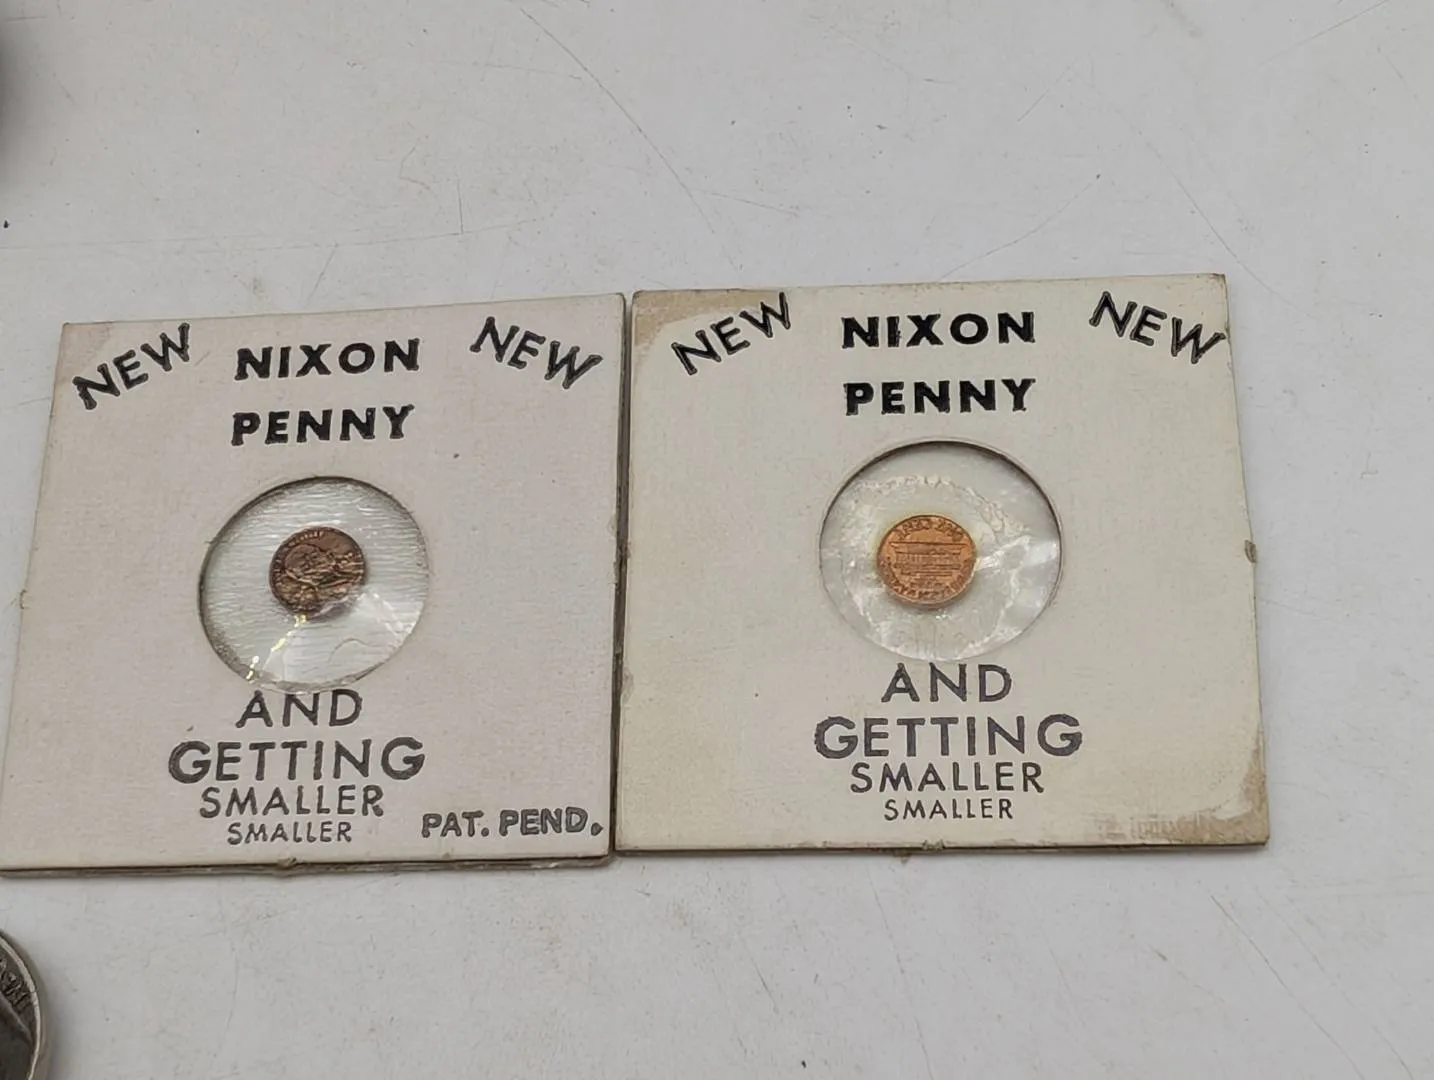 NEW NIXON NEW
PENNY
AND
GETTING
SMALLER
SMALLER
PAT. PEND.
NEW NIXON NEW
PENNY
AND
GETTING
SMALLER
SMALLER